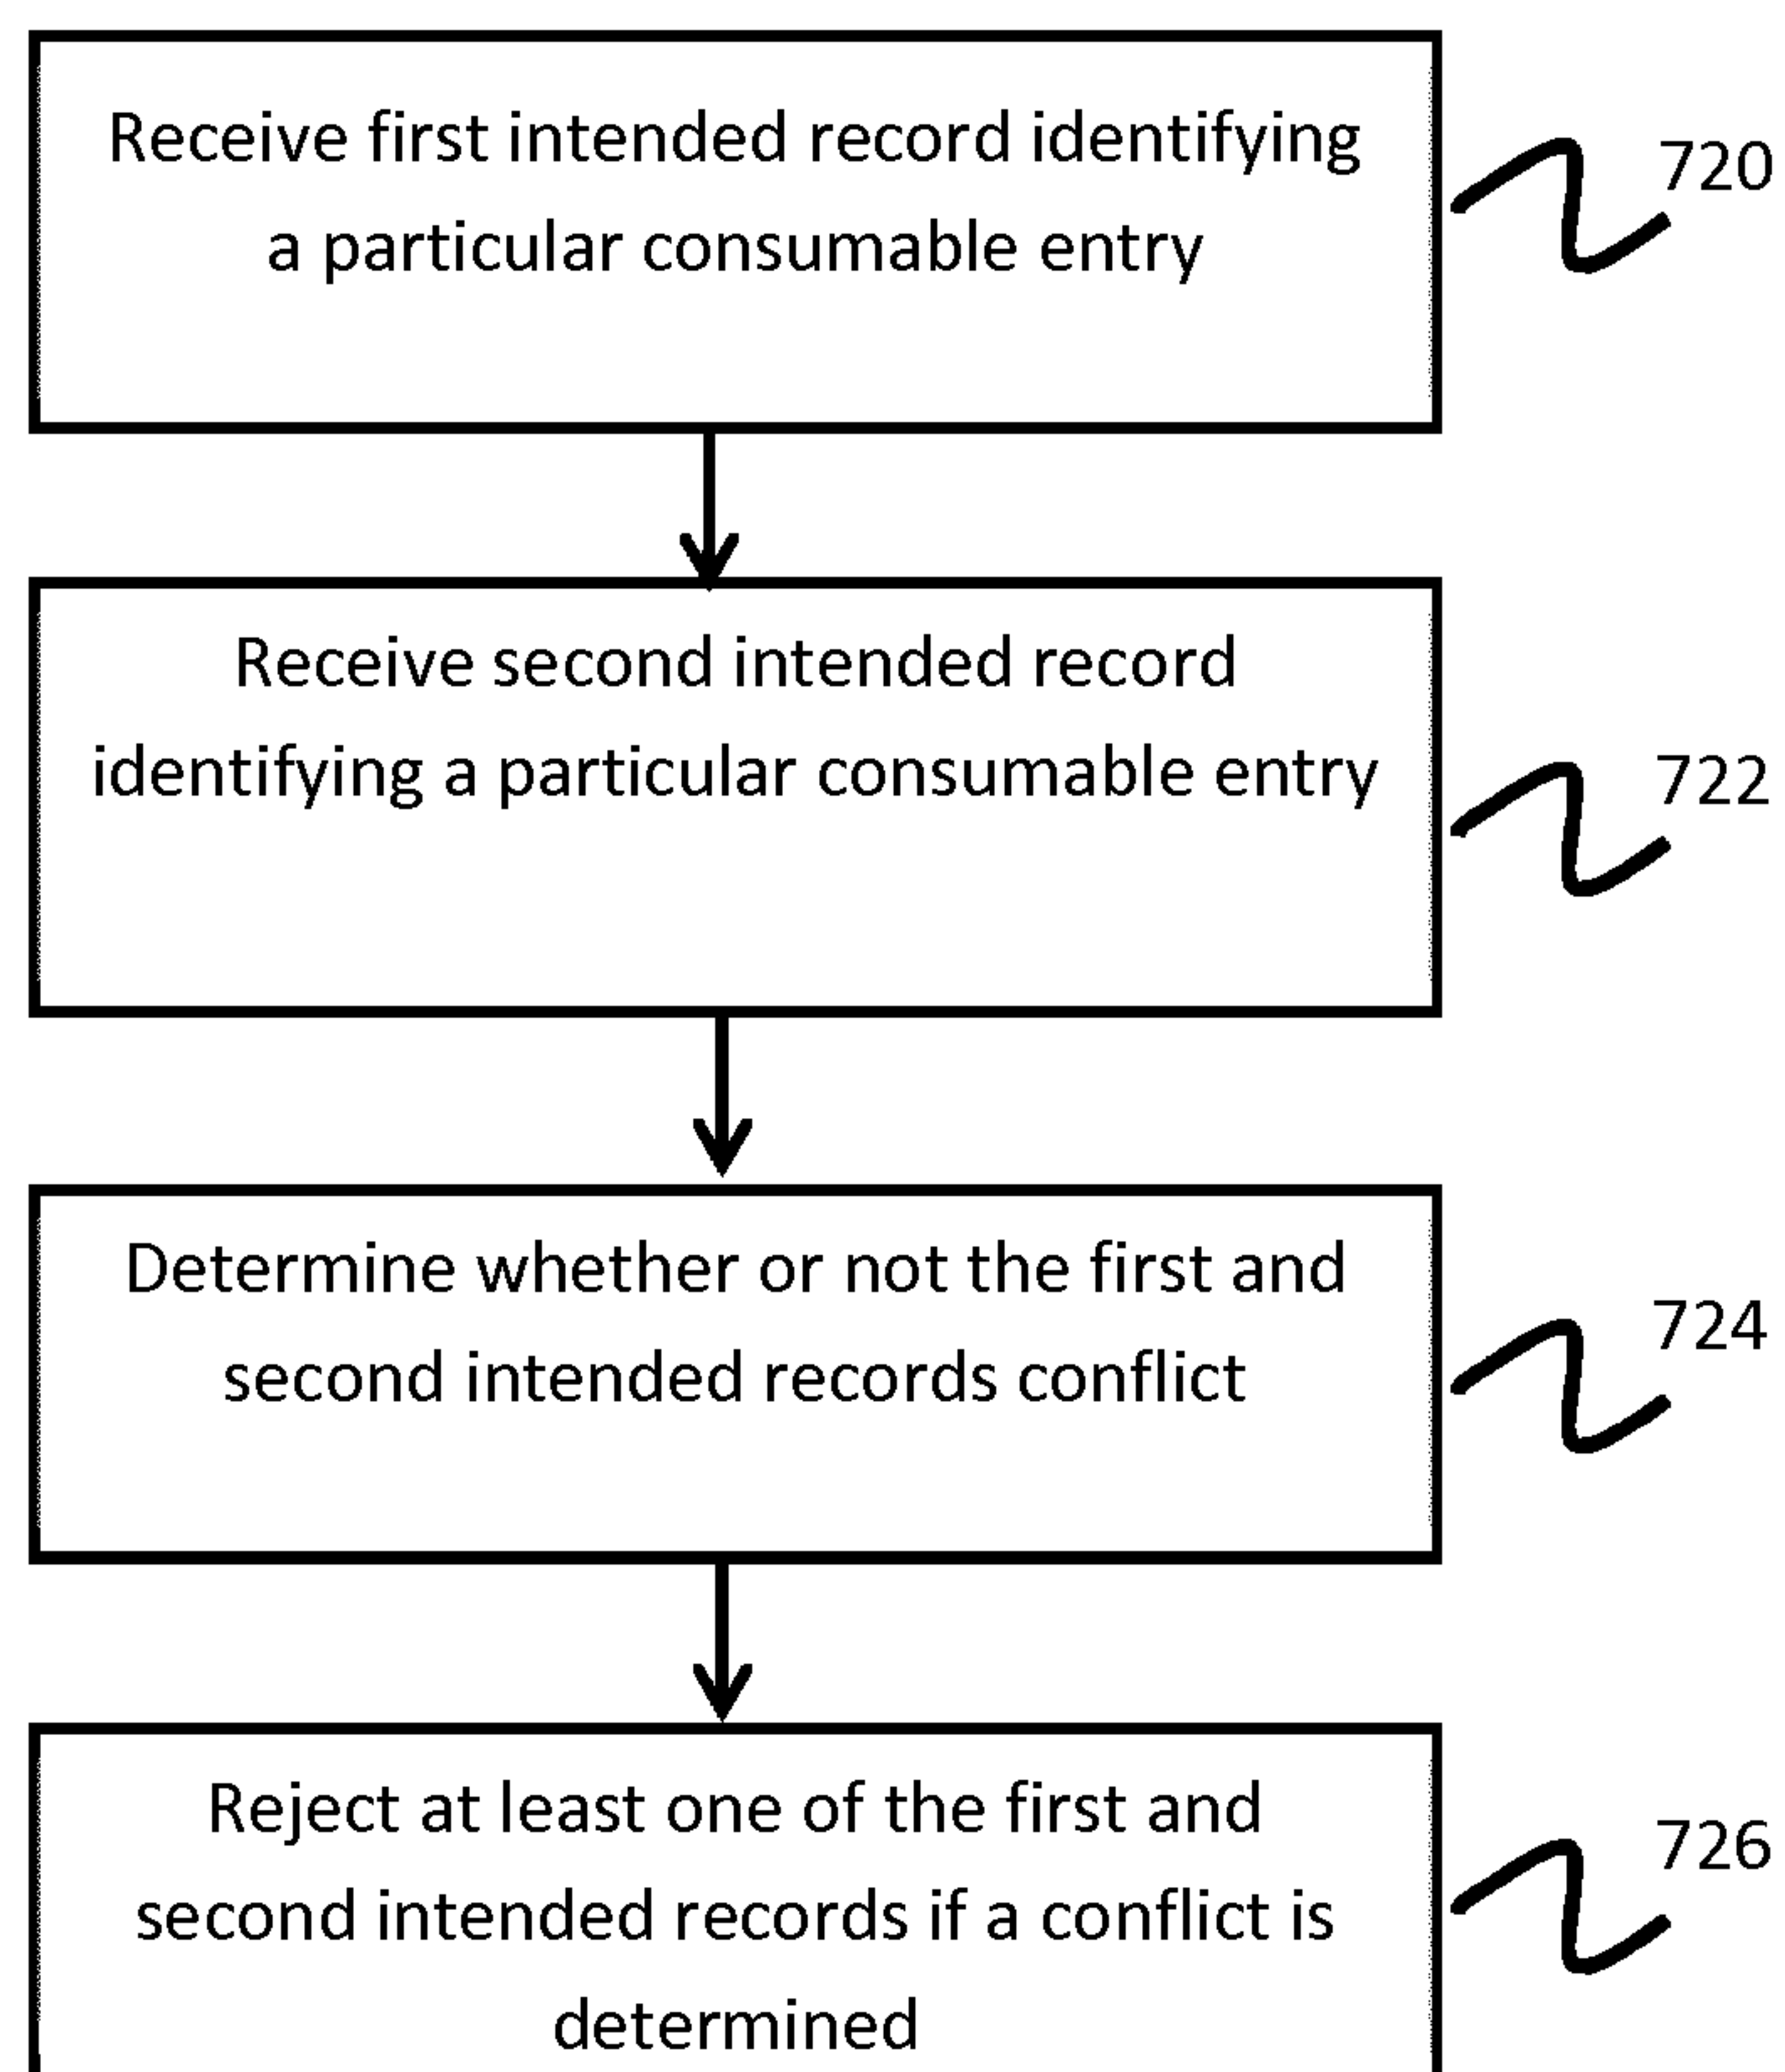 Receive first intended record identifying
a particular consumable entry
720
Receive second intended record
identifying a particular consumable entry
722
Determine whether or not the first and
second intended records conflict
724
Reject at least one of the first and
second intended records if a conflict is
determined
726